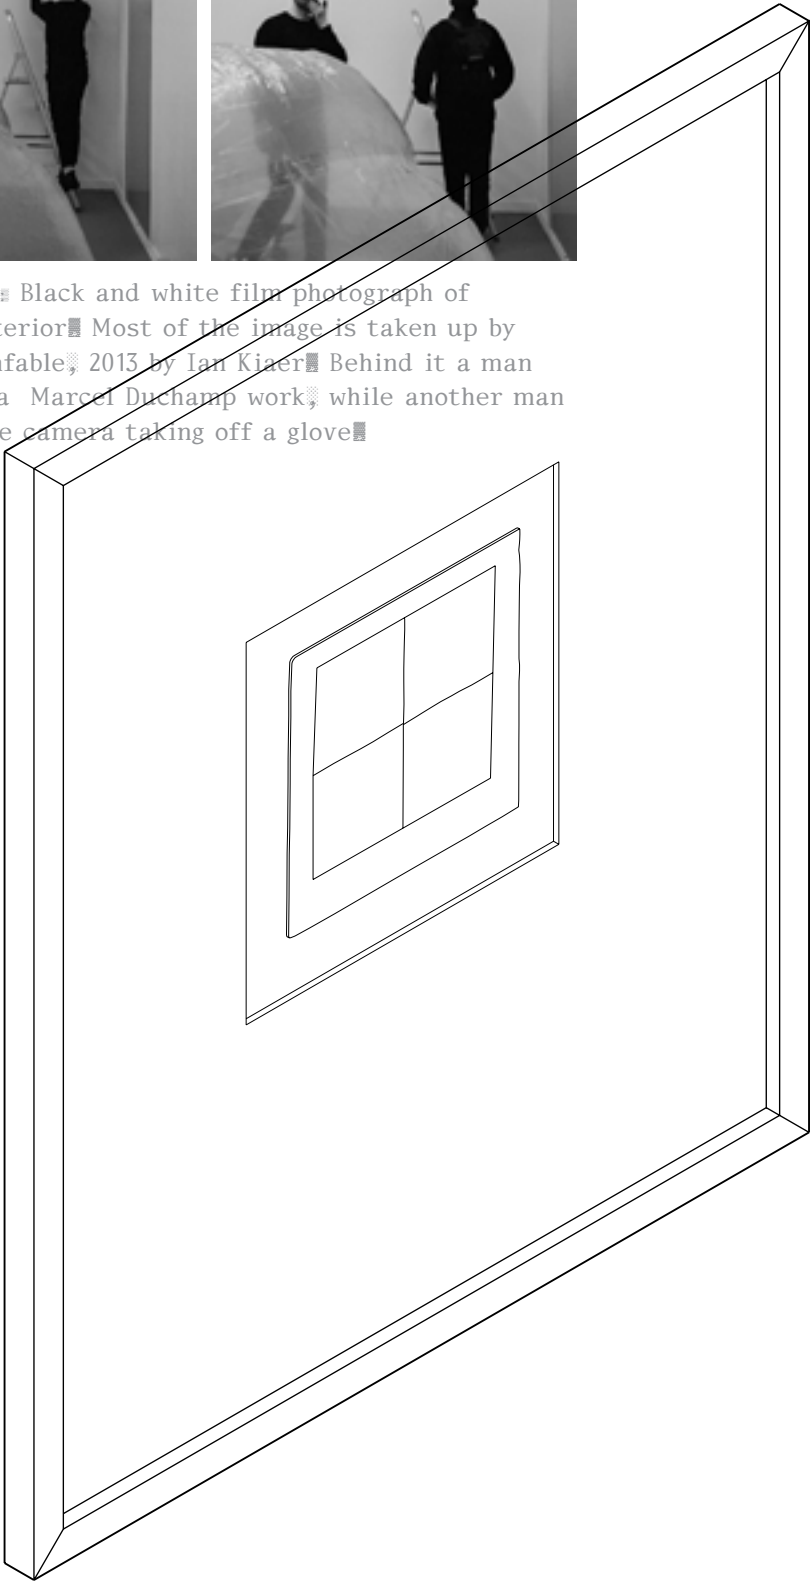 : Black and white film photograph of
terior. Most of the image is taken up by
nfable, 2013 by Ian Kiaer. Behind it a man
a Marcel Duchamp work, while another man
e camera taking off a glove.